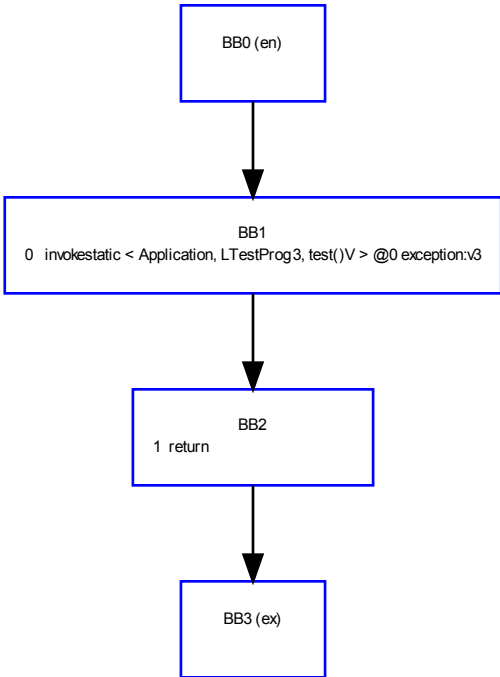 BB0 (en)
BB1
0 invokestatic < Application, LTestProg3, test()V > @0 exception:v3
BB2
1 return
BB3 (ex)